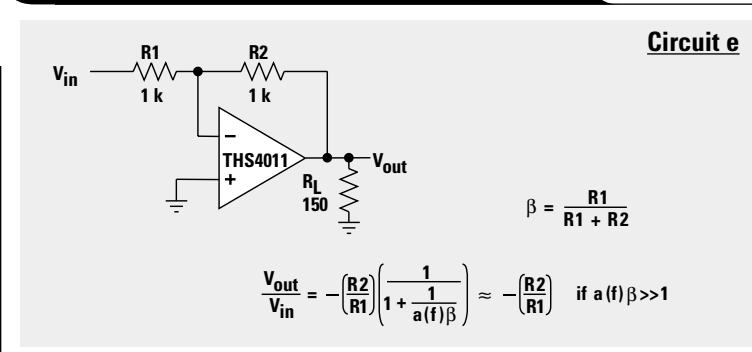 Circuit e
R1 R2
V_in
1 k 1 k
−
THS4011
+
V_out
R_L
150
β = R1 / (R1 + R2)
V_out / V_in = −(R2/R1)(1 / (1 + 1/(a(f)β))) ≈ −(R2/R1) if a(f)β>>1